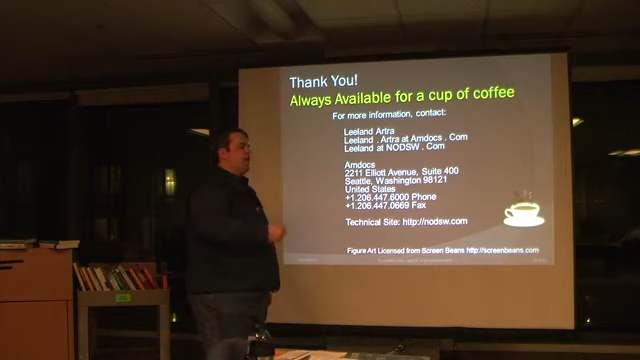 Thank You!
Always Available for a cup of coffee
For more information, contact:
Leeland Artra
Leeland . Artra at Amdocs . Com
Leeland at NODSW . Com
Amdocs
2211 Elliott Avenue, Suite 400
Seattle, Washington 98121
United States
+1.206.447.6000 Phone
+1.206.447.0669 Fax
Technical Site: http://nodsw.com
Figure Art Licensed from Screen Beans http://screenbeans.com